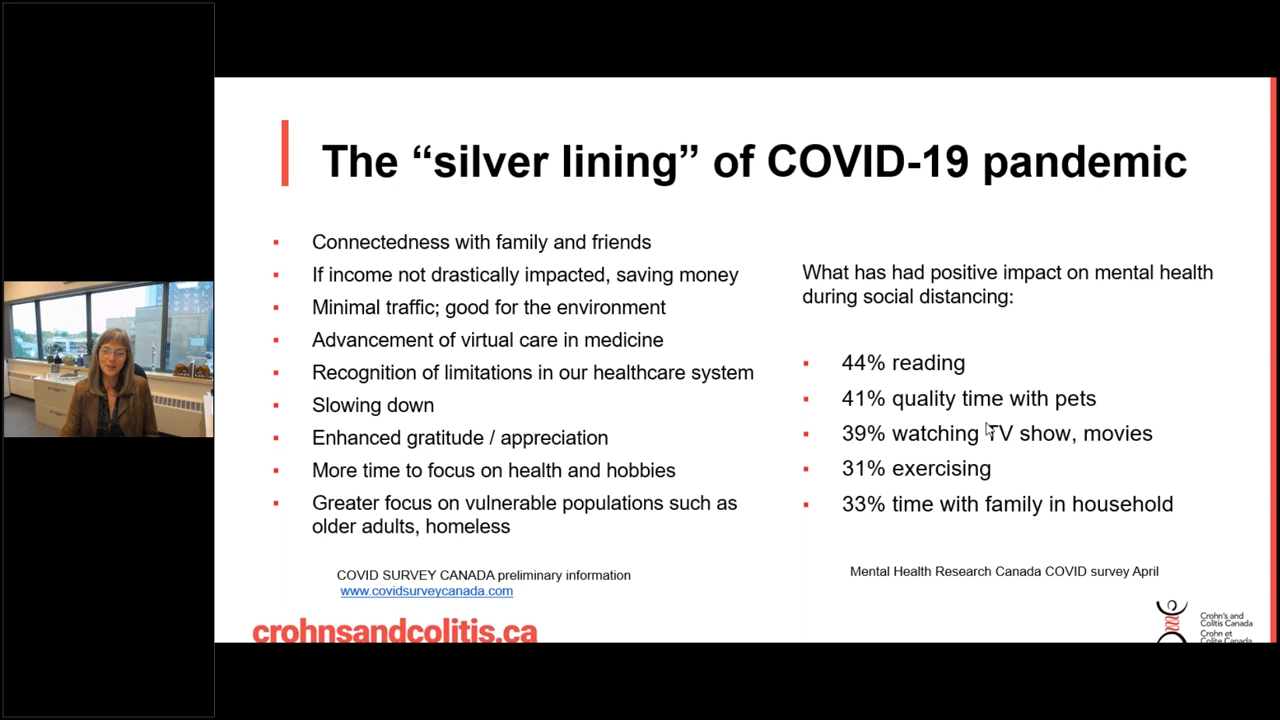 The “silver lining” of COVID-19 pandemic
Connectedness with family and friends
If income not drastically impacted, saving money
Minimal traffic; good for the environment
Advancement of virtual care in medicine
Recognition of limitations in our healthcare system
Slowing down
Enhanced gratitude / appreciation
More time to focus on health and hobbies
Greater focus on vulnerable populations such as
older adults, homeless
COVID SURVEY CANADA preliminary information
www.covidsurveycanada.com
What has had positive impact on mental health
during social distancing:
44% reading
41% quality time with pets
39% watching TV show, movies
31% exercising
33% time with family in household
Mental Health Research Canada COVID survey April
crohnsandcolitis.ca
Crohn's and
Colitis Canada
Crohn et
Colite Canada